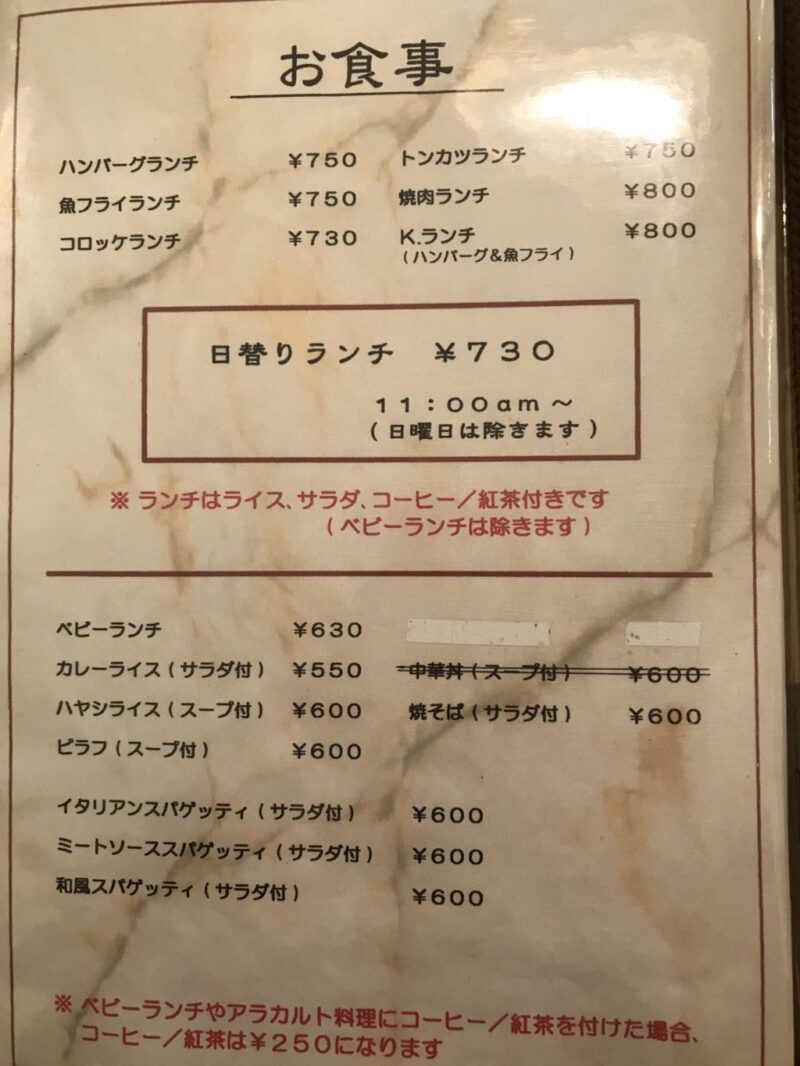 お食事
ハンバーグランチ ￥750 トンカツランチ ￥750
魚フライランチ ￥750 焼肉ランチ ￥800
コロッケランチ ￥730 K.ランチ ￥800
(ハンバーグ&魚フライ)
日替りランチ ￥730
11：00am～
(日曜日は除きます)
※ ランチはライス、サラダ、コーヒー／紅茶付きです
(ベビーランチは除きます)
ベビーランチ ￥630
カレーライス(サラダ付) ￥550 中華丼(スープ付) ￥600
ハヤシライス(スープ付) ￥600 焼そば(サラダ付) ￥600
ピラフ(スープ付) ￥600
イタリアンスパゲッティ(サラダ付) ￥600
ミートソーススパゲッティ(サラダ付) ￥600
和風スパゲッティ(サラダ付) ￥600
※ ベビーランチやアラカルト料理にコーヒー／紅茶を付けた場合、
コーヒー／紅茶は￥250になります